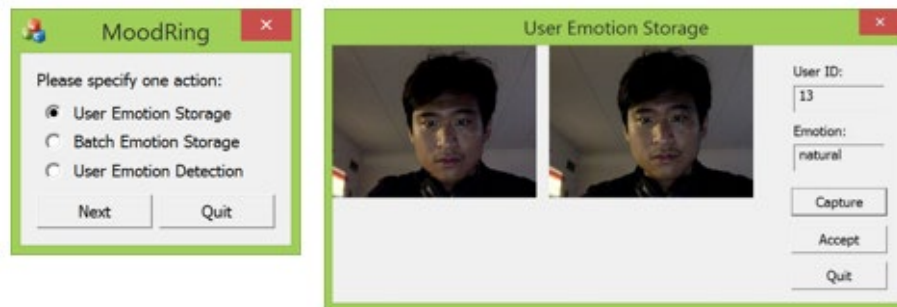 MoodRing
Please specify one action:
User Emotion Storage
Batch Emotion Storage
User Emotion Detection
Next
Quit
User Emotion Storage
User ID:
13
Emotion:
natural
Capture
Accept
Quit